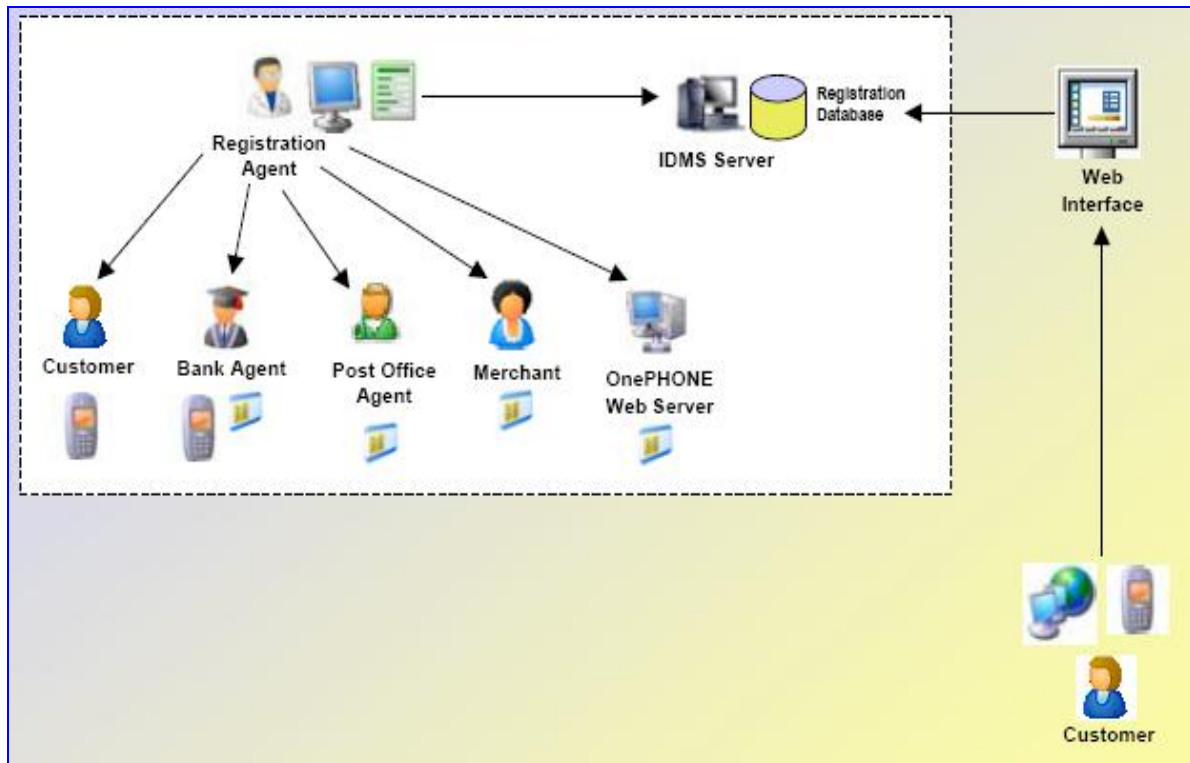 Registration
Agent
IDMS Server
Registration
Database
Web
Interface
Customer
Bank Agent
Post Office
Agent
Merchant
OnePHONE
Web Server
Customer